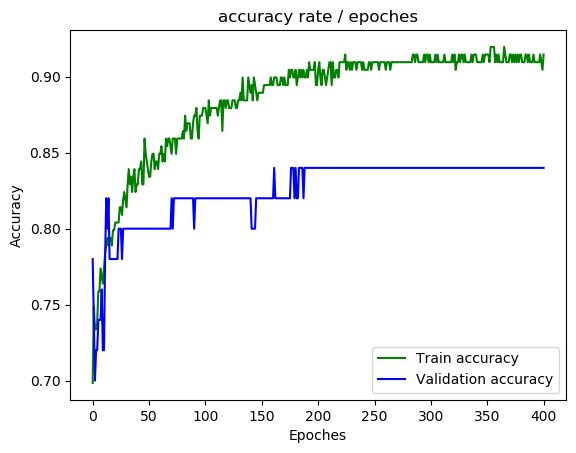 accuracy rate / epoches
Accuracy
0.90
0.85
0.80
0.75
0.70
0
50
100
150
200
250
300
350
400
Epoches
Train accuracy
Validation accuracy